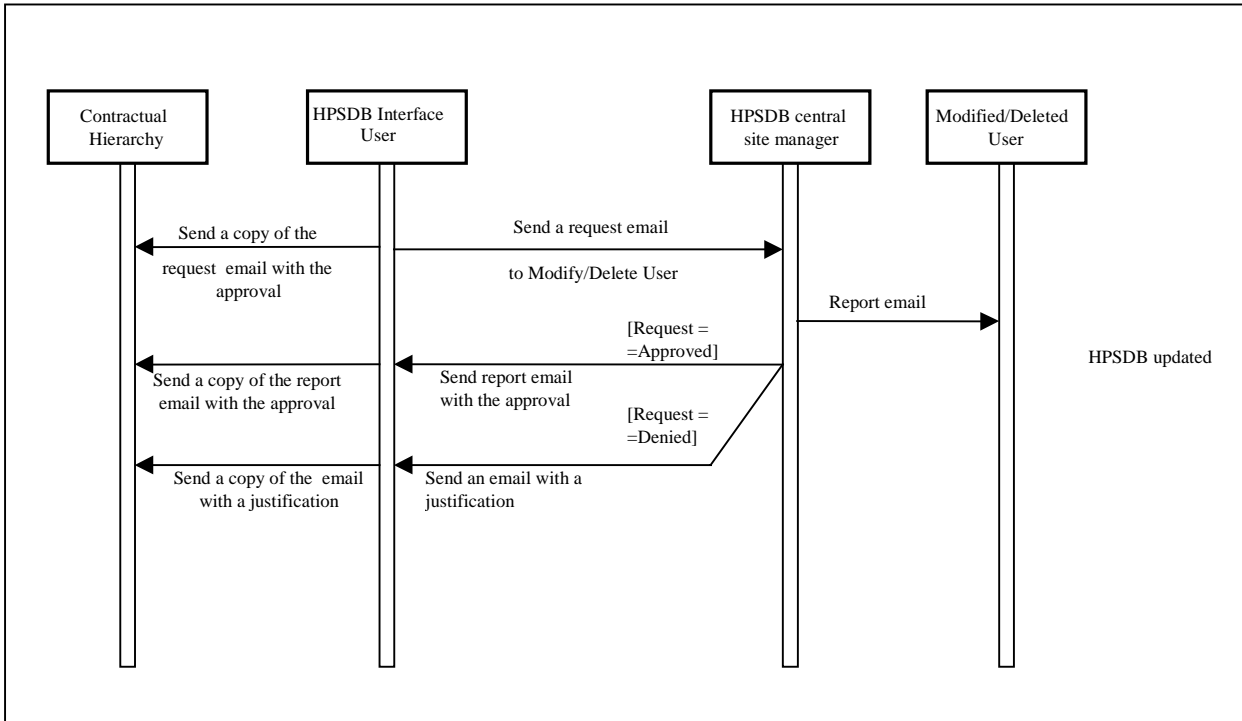 Contractual
Hierarchy
HPSDB Interface
User
HPSDB central
site manager
Modified/Deleted
User
Send a copy of the
request email with the
approval
Send a request email
to Modify/Delete User
Report email
[Request =
=Approved]
HPSDB updated
Send a copy of the report
email with the approval
Send report email
with the approval
[Request =
=Denied]
Send a copy of the email
with a justification
Send an email with a
justification